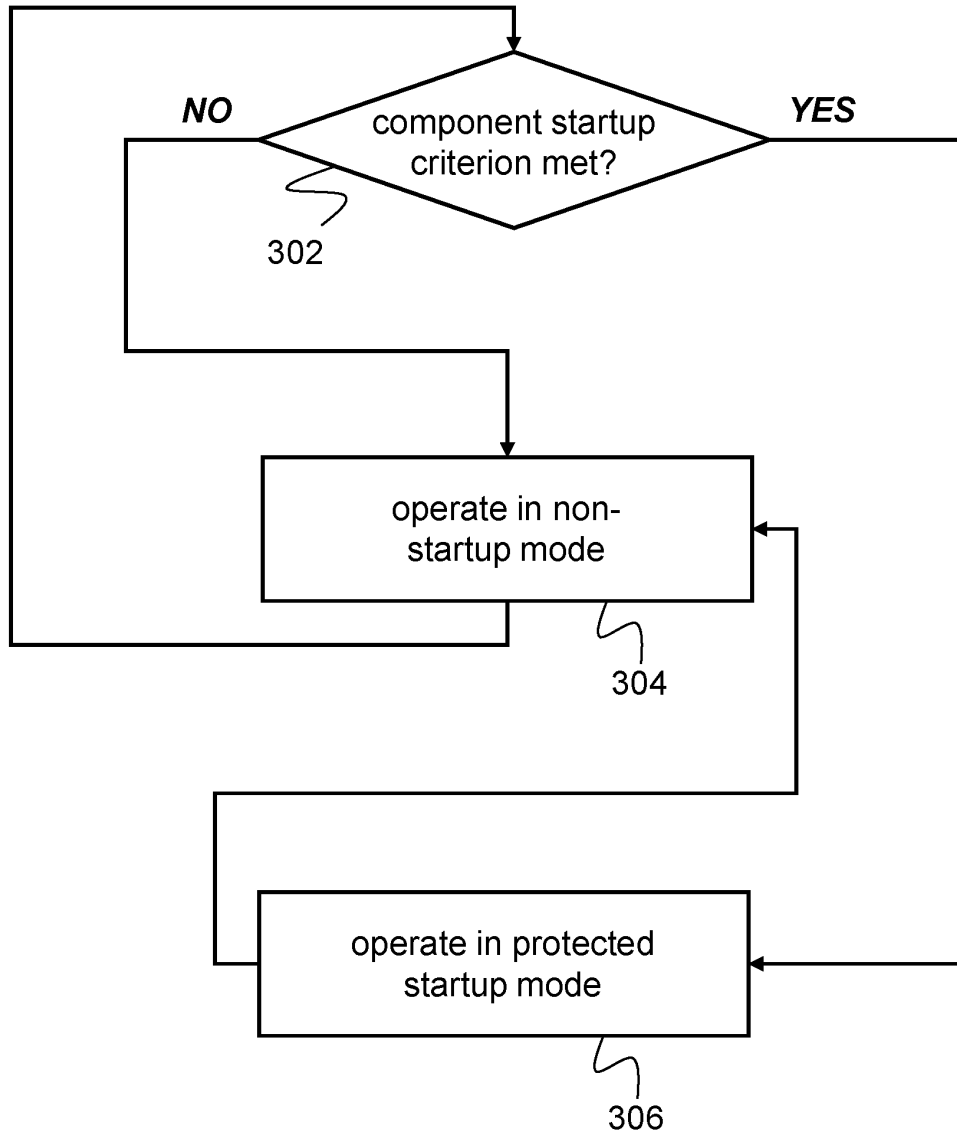 NO
YES
component startup
criterion met?
302
operate in non-
startup mode
304
operate in protected
startup mode
306